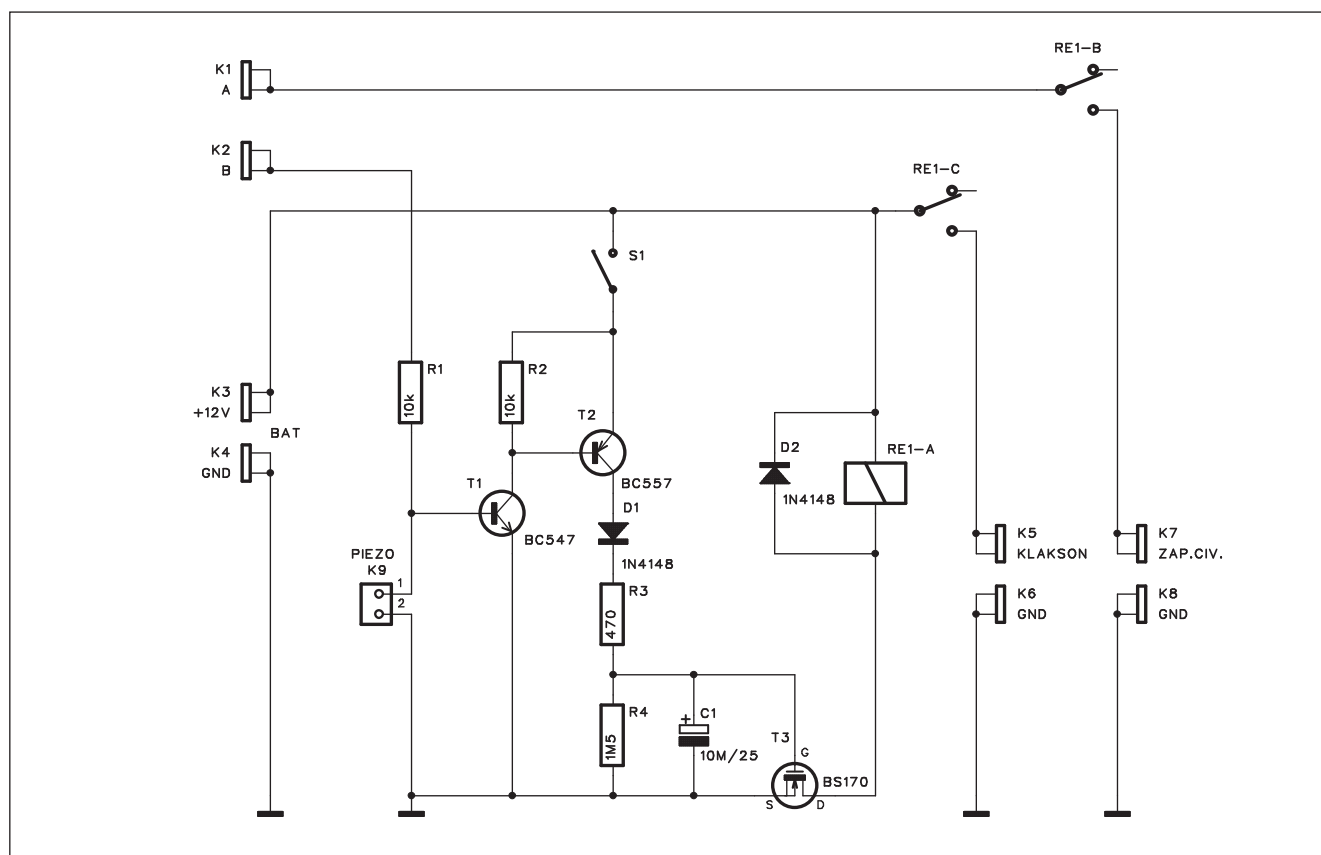 RE1-B
K1
A
K2
B
RE1-C
S1
K3
+12V
BAT
K4
GND
R1
10k
R2
10k
T2
BC557
T1
BC547
D1
1N4148
D2
1N4148
RE1-A
PIEZO
K9
1
2
R3
470
K5
KLAKSON
K7
ZAP.CIV.
K6
GND
K8
GND
R4
1M5
+
C1
10M/25
T3
G
BS170
S
D